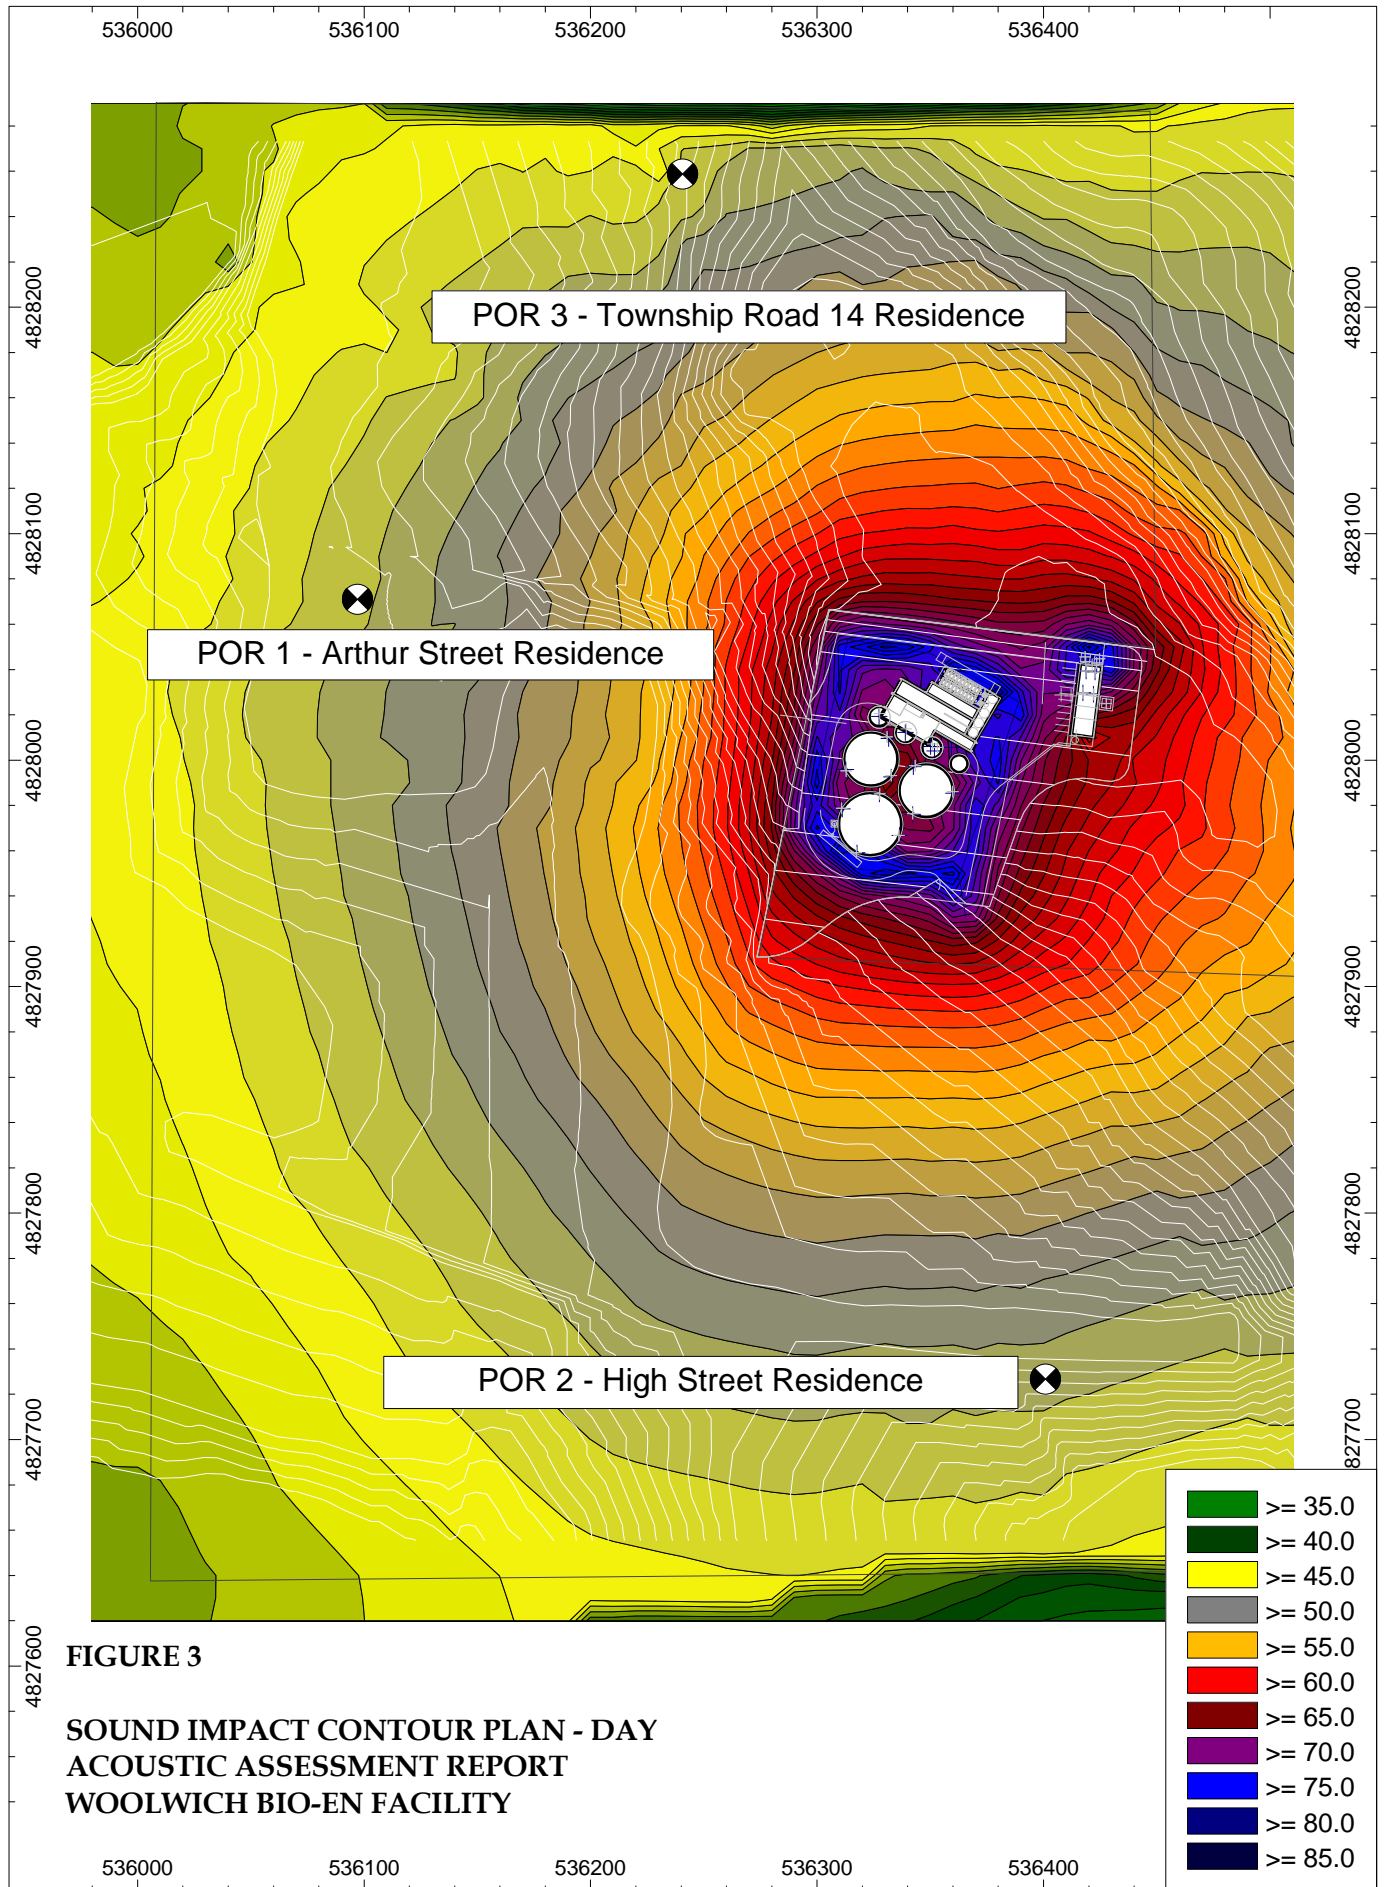 536000 536100 536200 536300 536400
4828200 4828200
POR 3 - Township Road 14 Residence
4828100 4828100
POR 1 - Arthur Street Residence
4828000 4828000
4827900 4827900
4827800 4827800
POR 2 - High Street Residence
4827700 4827700
>= 35.0
>= 40.0
>= 45.0
>= 50.0
>= 55.0
>= 60.0
>= 65.0
>= 70.0
>= 75.0
>= 80.0
>= 85.0
4827600
FIGURE 3
SOUND IMPACT CONTOUR PLAN - DAY
ACOUSTIC ASSESSMENT REPORT
WOOLWICH BIO-EN FACILITY
536000 536100 536200 536300 536400